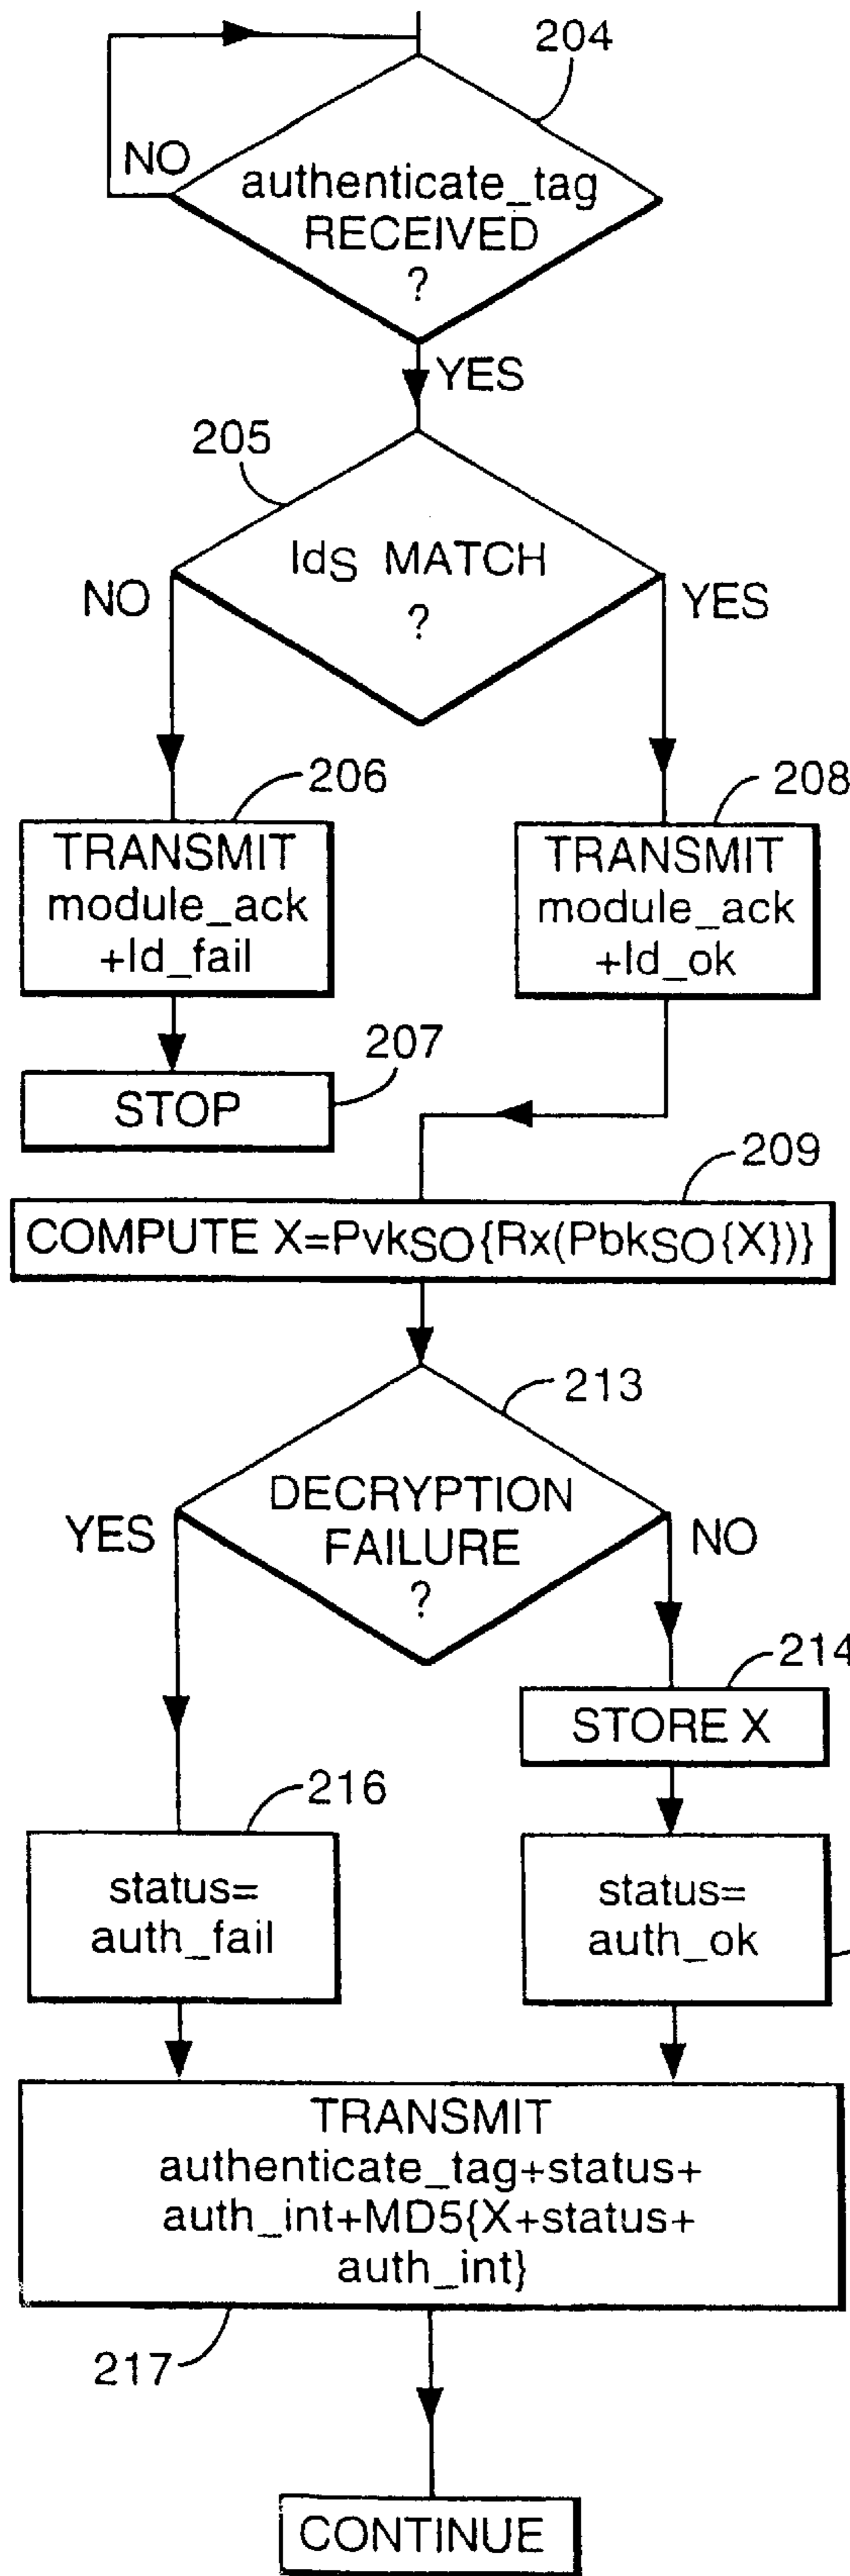 204
NO
authenticate_tag
RECEIVED
?
YES
205
IdS MATCH
?
NO
YES
206
208
TRANSMIT
module_ack
+Id_fail
TRANSMIT
module_ack
+Id_ok
207
STOP
209
COMPUTE X=PvkSO{Rx(PbkSO{X})}
213
DECRYPTION
FAILURE
?
YES
NO
214
STORE X
216
status=
auth_fail
status=
auth_ok
TRANSMIT
authenticate_tag+status+
auth_int+MD5{X+status+
auth_int}
217
CONTINUE